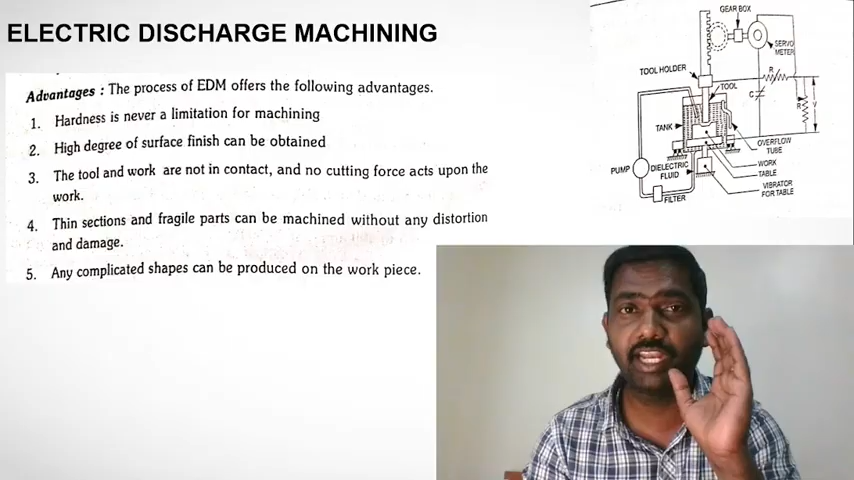 ELECTRIC DISCHARGE MACHINING
Advantages : The process of EDM offers the following advantages.
1. Hardness is never a limitation for machining
2. High degree of surface finish can be obtained
3. The tool and work are not in contact, and no cutting force acts upon the
work.
4. Thin sections and fragile parts can be machined without any distortion
and damage.
5. Any complicated shapes can be produced on the work piece.
GEAR BOX
SERVO
METER
TOOL HOLDER
R
TOOL
C
R
V
TANK
OVERFLOW
TUBE
PUMP
DIELECTRIC
FLUID
WORK
TABLE
VIBRATOR
FOR TABLE
FILTER